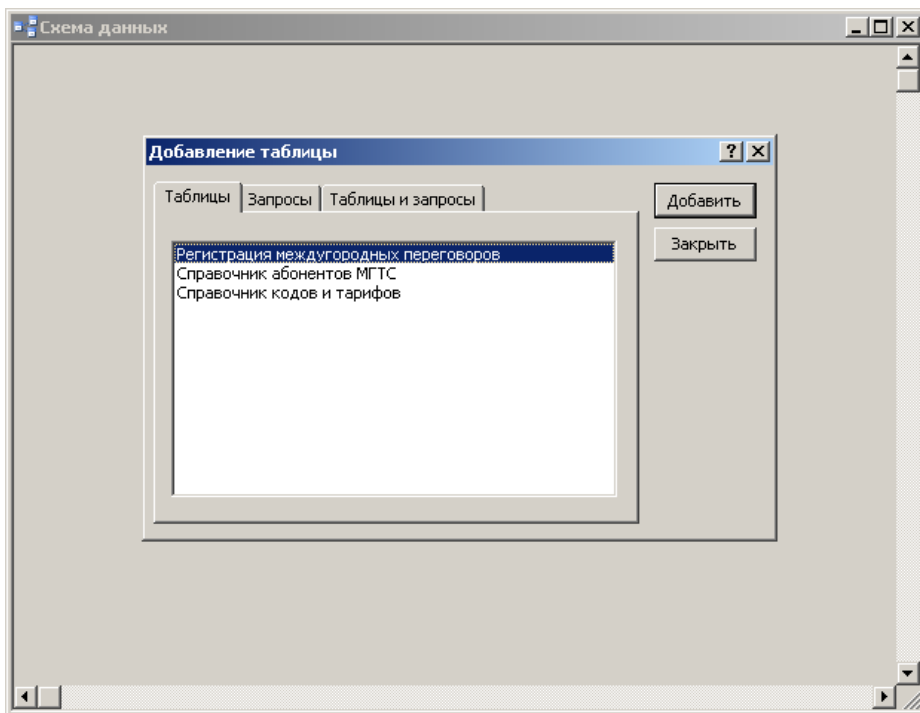 Схема данных
Добавление таблицы
Таблицы Запросы Таблицы и запросы
Добавить
Закрыть
Регистрация междугородных переговоров
Справочник абонентов МГТС
Справочник кодов и тарифов